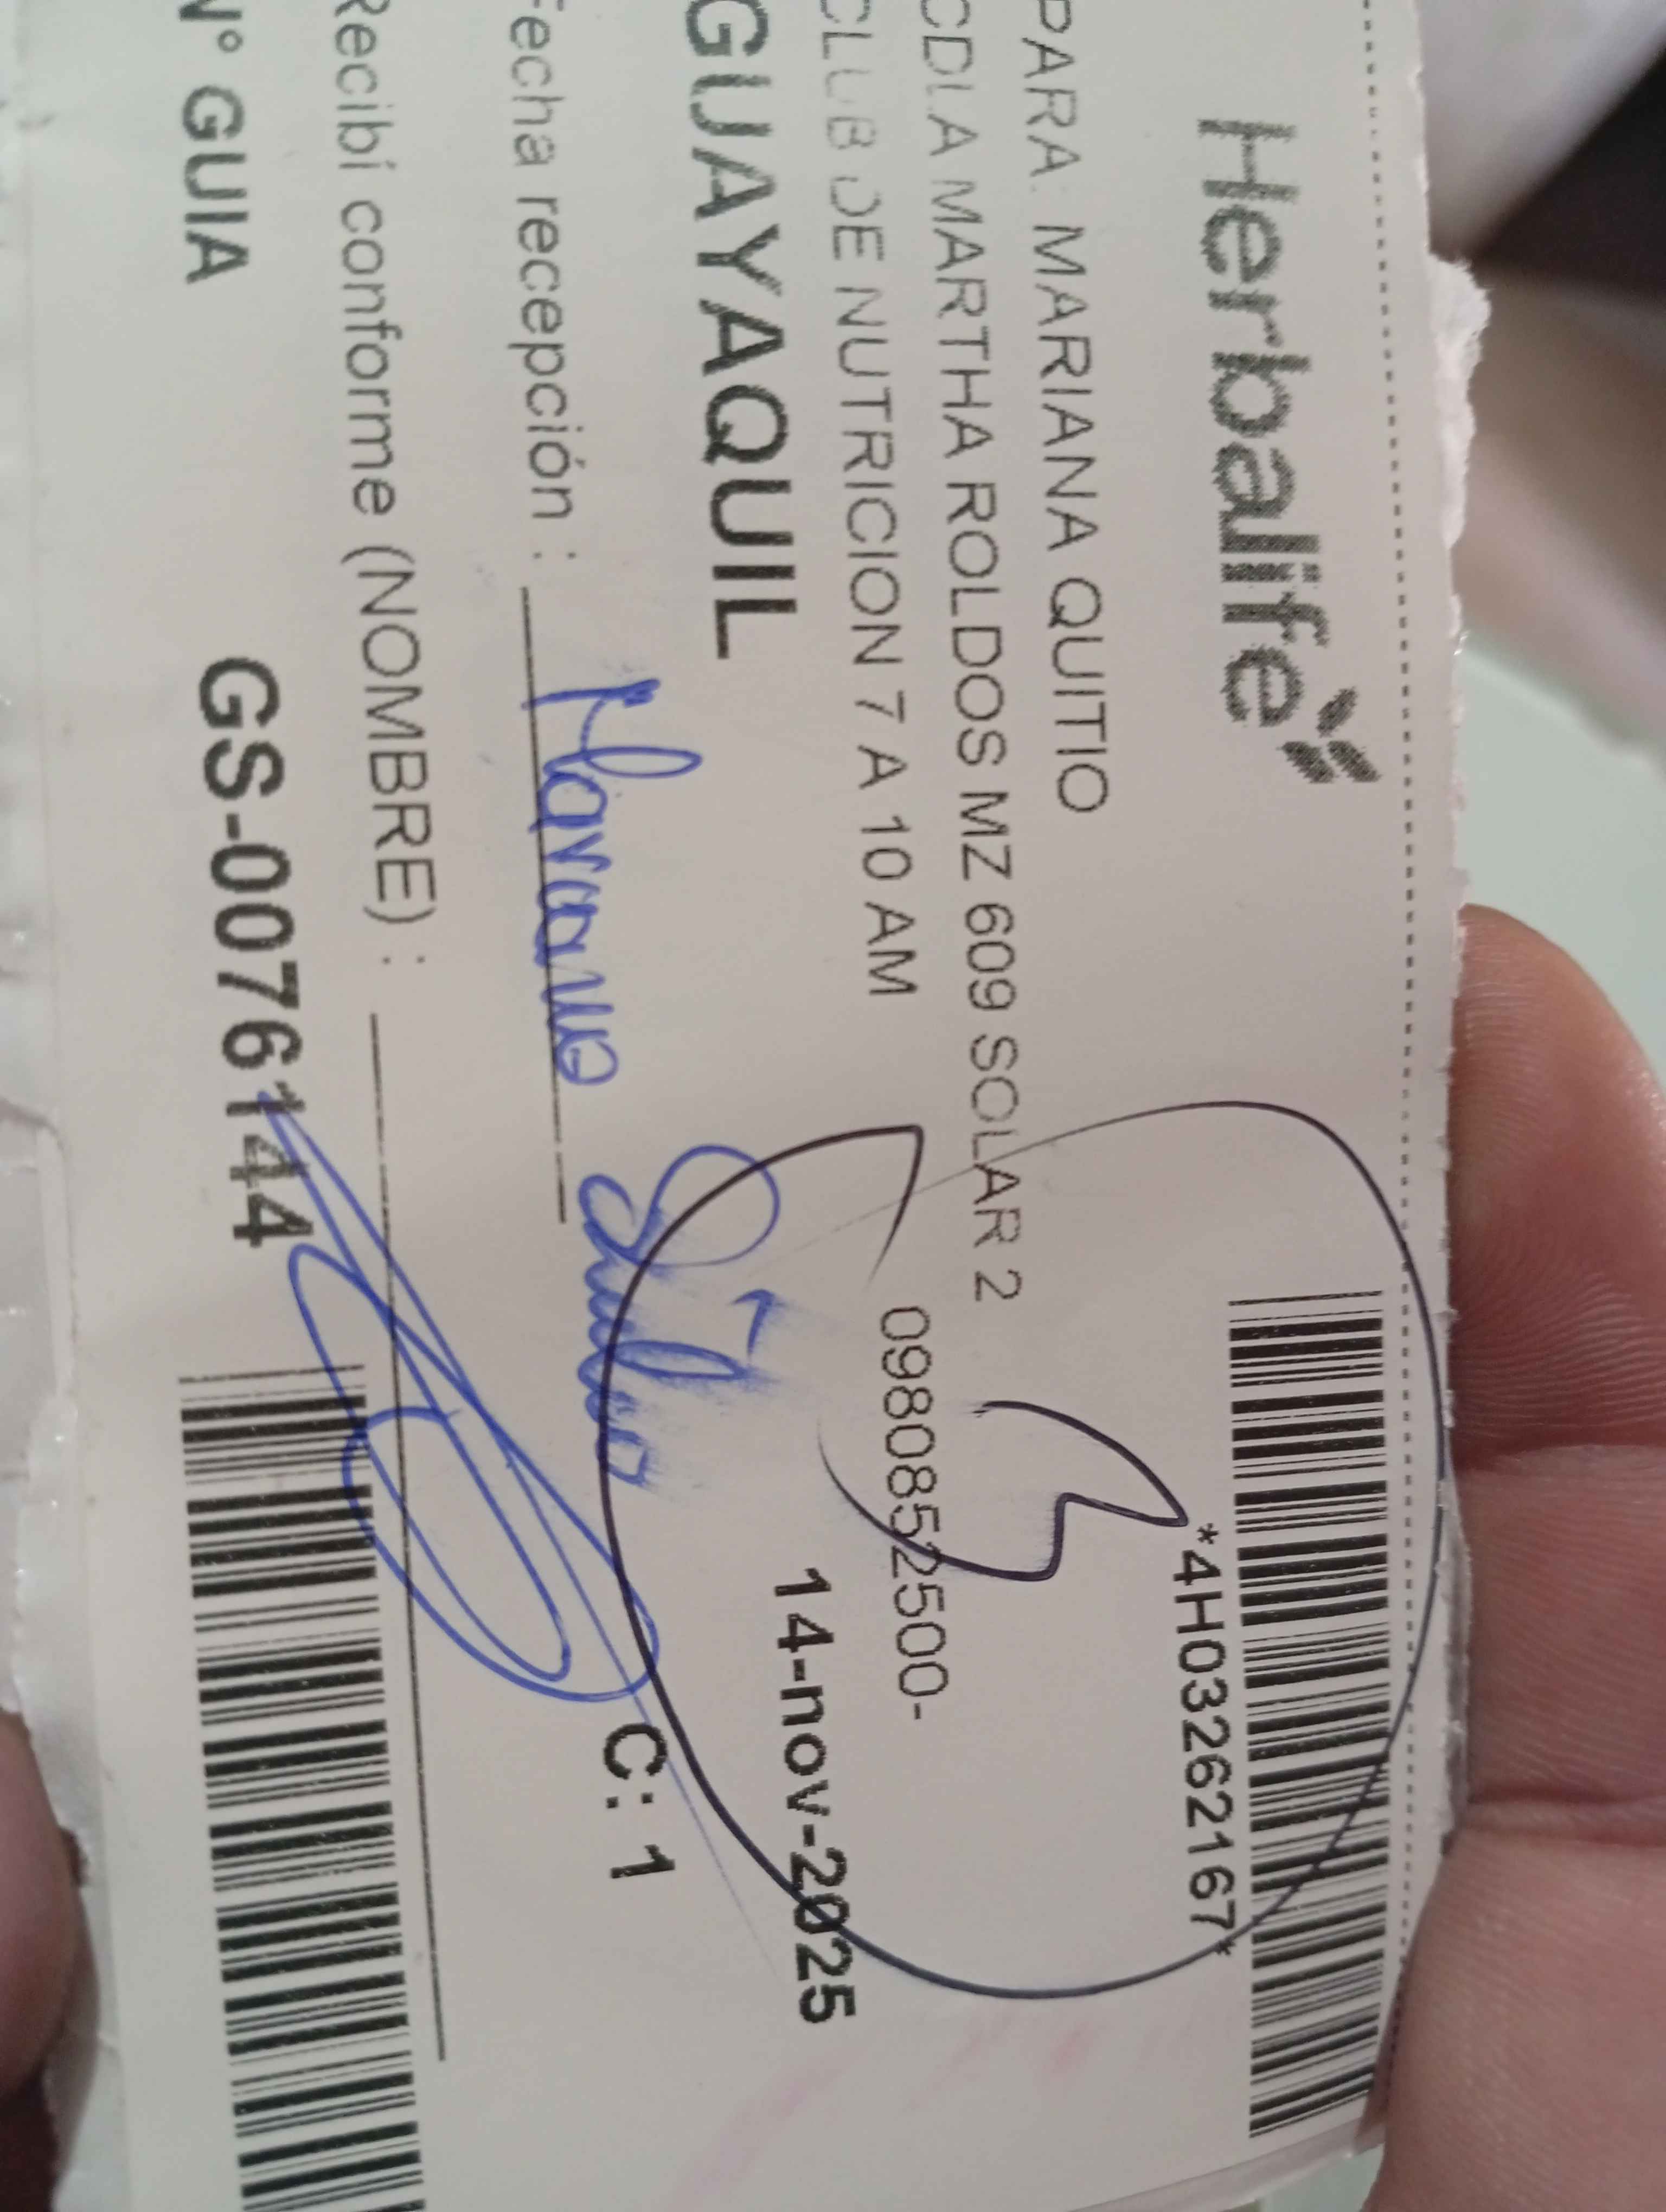 Herbalife
*4H03262167*
PARA: MARIANA QUITIO
CDLA MARTHA ROLDOS MZ 609 SOLAR 2
CLUB DE NUTRICION 7 A 10 AM
0980852500-
GUAYAQUIL
14-nov-2025
Fecha recepción :
C: 1
Recibí conforme (NOMBRE) :
N° GUIA
GS-0076144